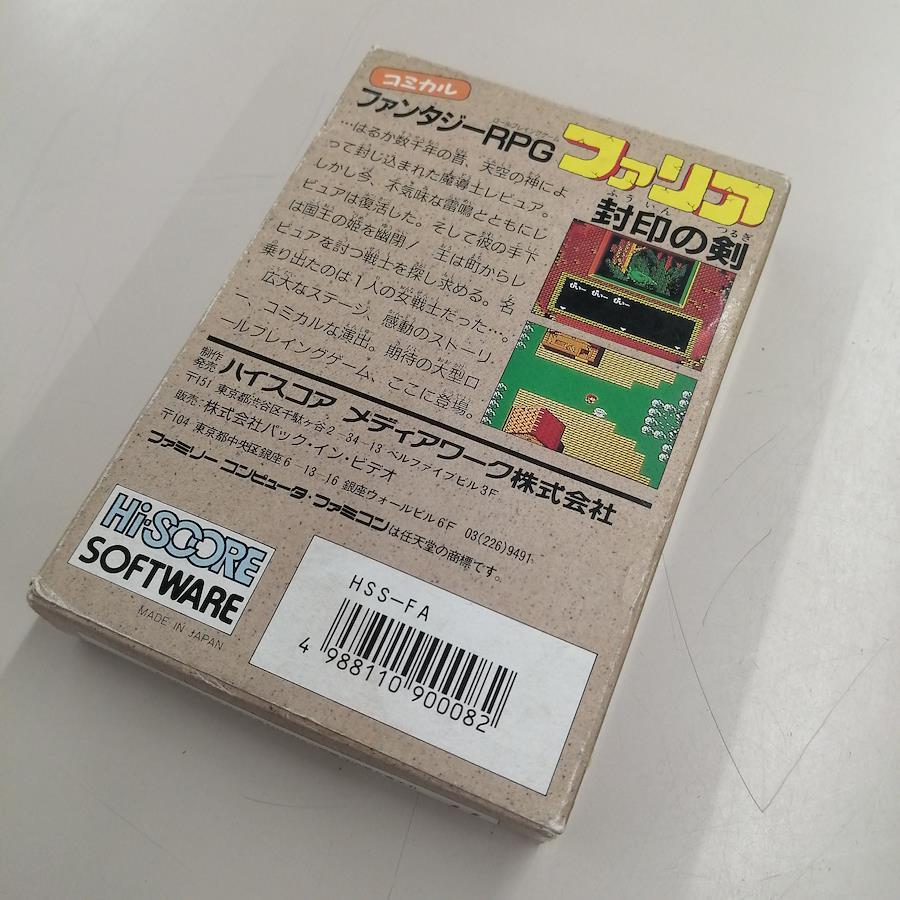 コミカル
ファンタジーRPG
ロールプレイングゲーム
ファリア
ふういん つるぎ
封印の剣
…はるか数千年の昔、天空の神によ
って封じ込まれた魔導士レビュア。
しかし今、不気味な雷鳴とともにレ
ビュアは復活した。そして彼の手下
は国王の姫を幽閉！ 王は町からレ
ビュアを討つ戦士を探し求める。名
乗り出たのは1人の女戦士だった…。
広大なステージ、感動のストーリ
ー、コミカルな演出。期待の大型ロ
ールプレイングゲーム、ここに登場。
制作
発売 ハイスコア メディアワーク株式会社
〒151 東京都渋谷区千駄ヶ谷2-34-13 ベルファイブビル3F
販売:株式会社パック・イン・ビデオ
〒104 東京都中央区銀座6-13-16 銀座ウォールビル6F 03(226)9491
ファミリーコンピュータ・ファミコンは任天堂の商標です。
Hi-SCORE
SOFTWARE
MADE IN JAPAN
HSS-FA
4 988110 900082